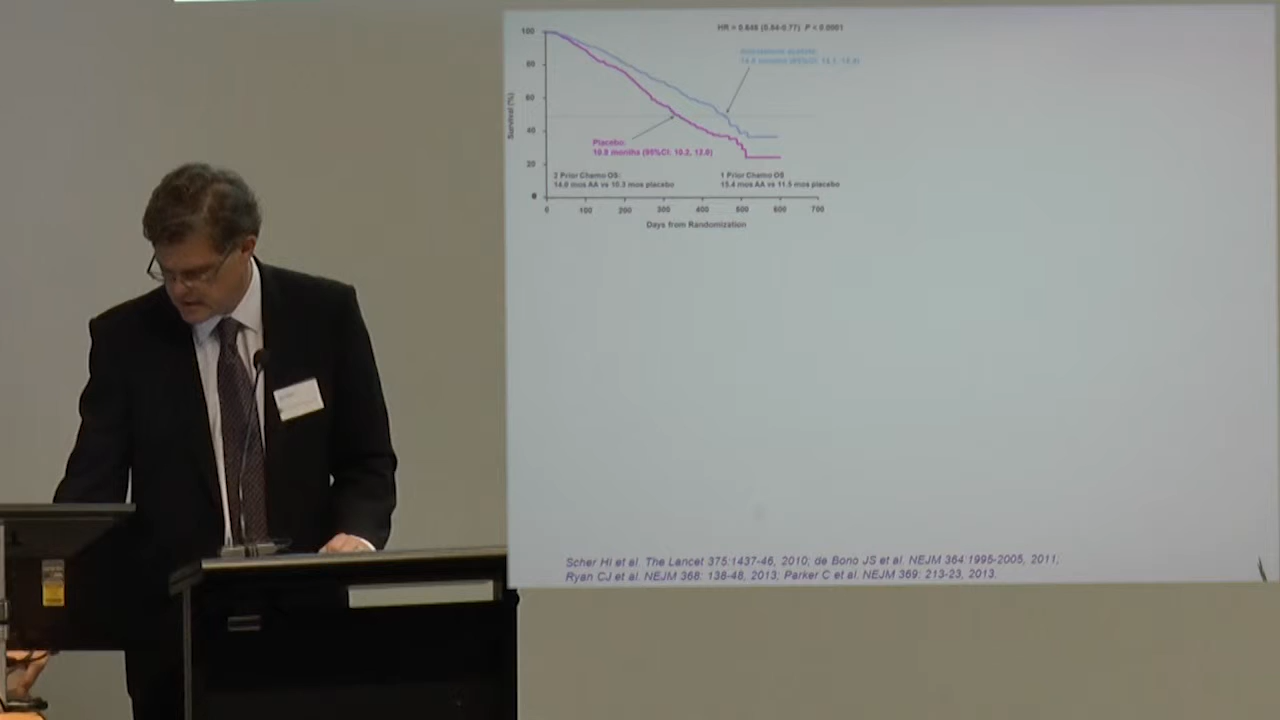 HR = 0.646 (0.54-0.77) P < 0.0001
100
80
60
40
20
0
Survival (%)
Placebo:
10.9 months (95%CI: 10.2, 12.0)
2 Prior Chemo OS:
14.0 mos AA vs 10.3 mos placebo
1 Prior Chemo OS
15.4 mos AA vs 11.5 mos placebo
0 100 200 300 400 500 600 700
Days from Randomization
Scher HI et al. The Lancet 375:1437-46, 2010; de Bono JS et al. NEJM 364:1995-2005, 2011;
Ryan CJ et al. NEJM 368: 138-48, 2013; Parker C et al. NEJM 369: 213-23, 2013.